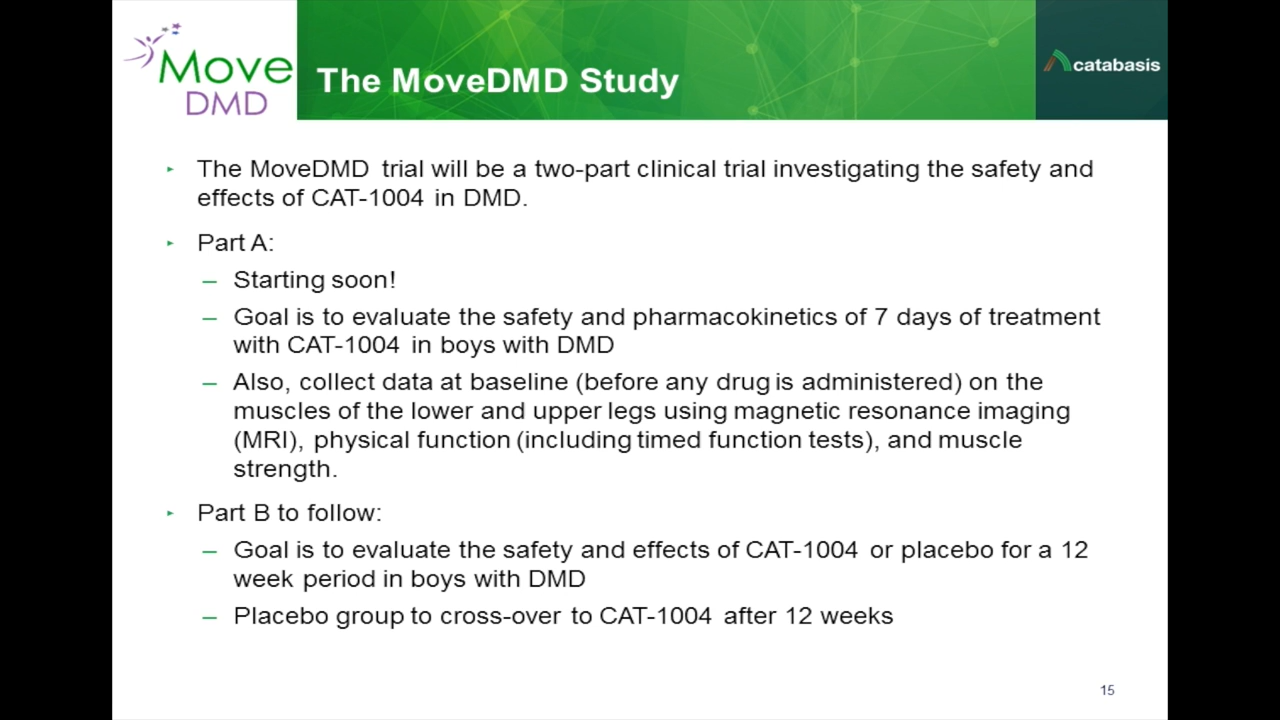 Move
DMD
The MoveDMD Study
catabasis
▸ The MoveDMD trial will be a two-part clinical trial investigating the safety and
effects of CAT-1004 in DMD.
▸ Part A:
– Starting soon!
– Goal is to evaluate the safety and pharmacokinetics of 7 days of treatment
with CAT-1004 in boys with DMD
– Also, collect data at baseline (before any drug is administered) on the
muscles of the lower and upper legs using magnetic resonance imaging
(MRI), physical function (including timed function tests), and muscle
strength.
▸ Part B to follow:
– Goal is to evaluate the safety and effects of CAT-1004 or placebo for a 12
week period in boys with DMD
– Placebo group to cross-over to CAT-1004 after 12 weeks
15